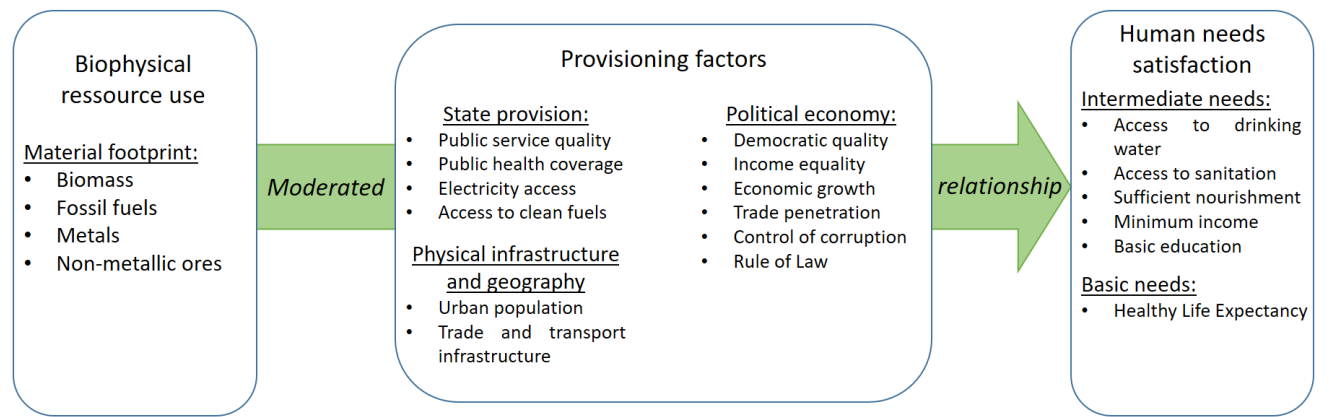 Biophysical
ressource use
Material footprint:
• Biomass
• Fossil fuels
• Metals
• Non-metallic ores
Moderated
Provisioning factors
State provision:
• Public service quality
• Public health coverage
• Electricity access
• Access to clean fuels
Physical infrastructure
and geography
• Urban population
• Trade and transport
infrastructure
Political economy:
• Democratic quality
• Income equality
• Economic growth
• Trade penetration
• Control of corruption
• Rule of Law
relationship
Human needs
satisfaction
Intermediate needs:
• Access to drinking
water
• Access to sanitation
• Sufficient nourishment
• Minimum income
• Basic education
Basic needs:
• Healthy Life Expectancy